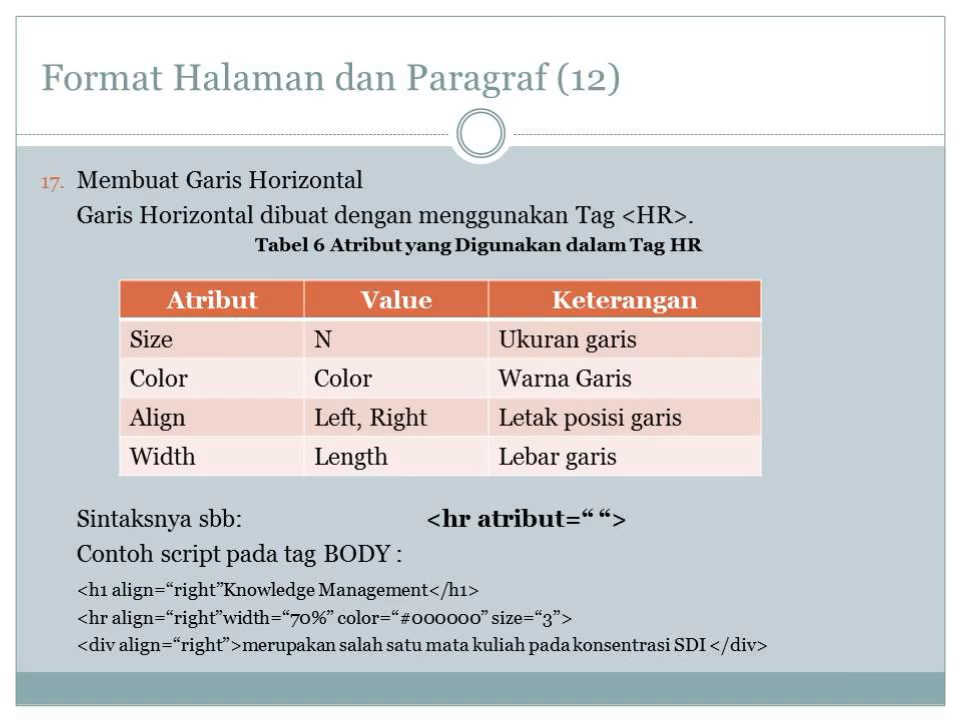 Format Halaman dan Paragraf (12)
17. Membuat Garis Horizontal
Garis Horizontal dibuat dengan menggunakan Tag <HR>.
Tabel 6 Atribut yang Digunakan dalam Tag HR
Atribut Value Keterangan
Size N Ukuran garis
Color Color Warna Garis
Align Left, Right Letak posisi garis
Width Length Lebar garis
Sintaksnya sbb: <hr atribut=“ “>
Contoh script pada tag BODY :
<h1 align=“right”Knowledge Management</h1>
<hr align=“right”width=“70%” color=“#000000” size=“3”>
<div align=“right”>merupakan salah satu mata kuliah pada konsentrasi SDI </div>